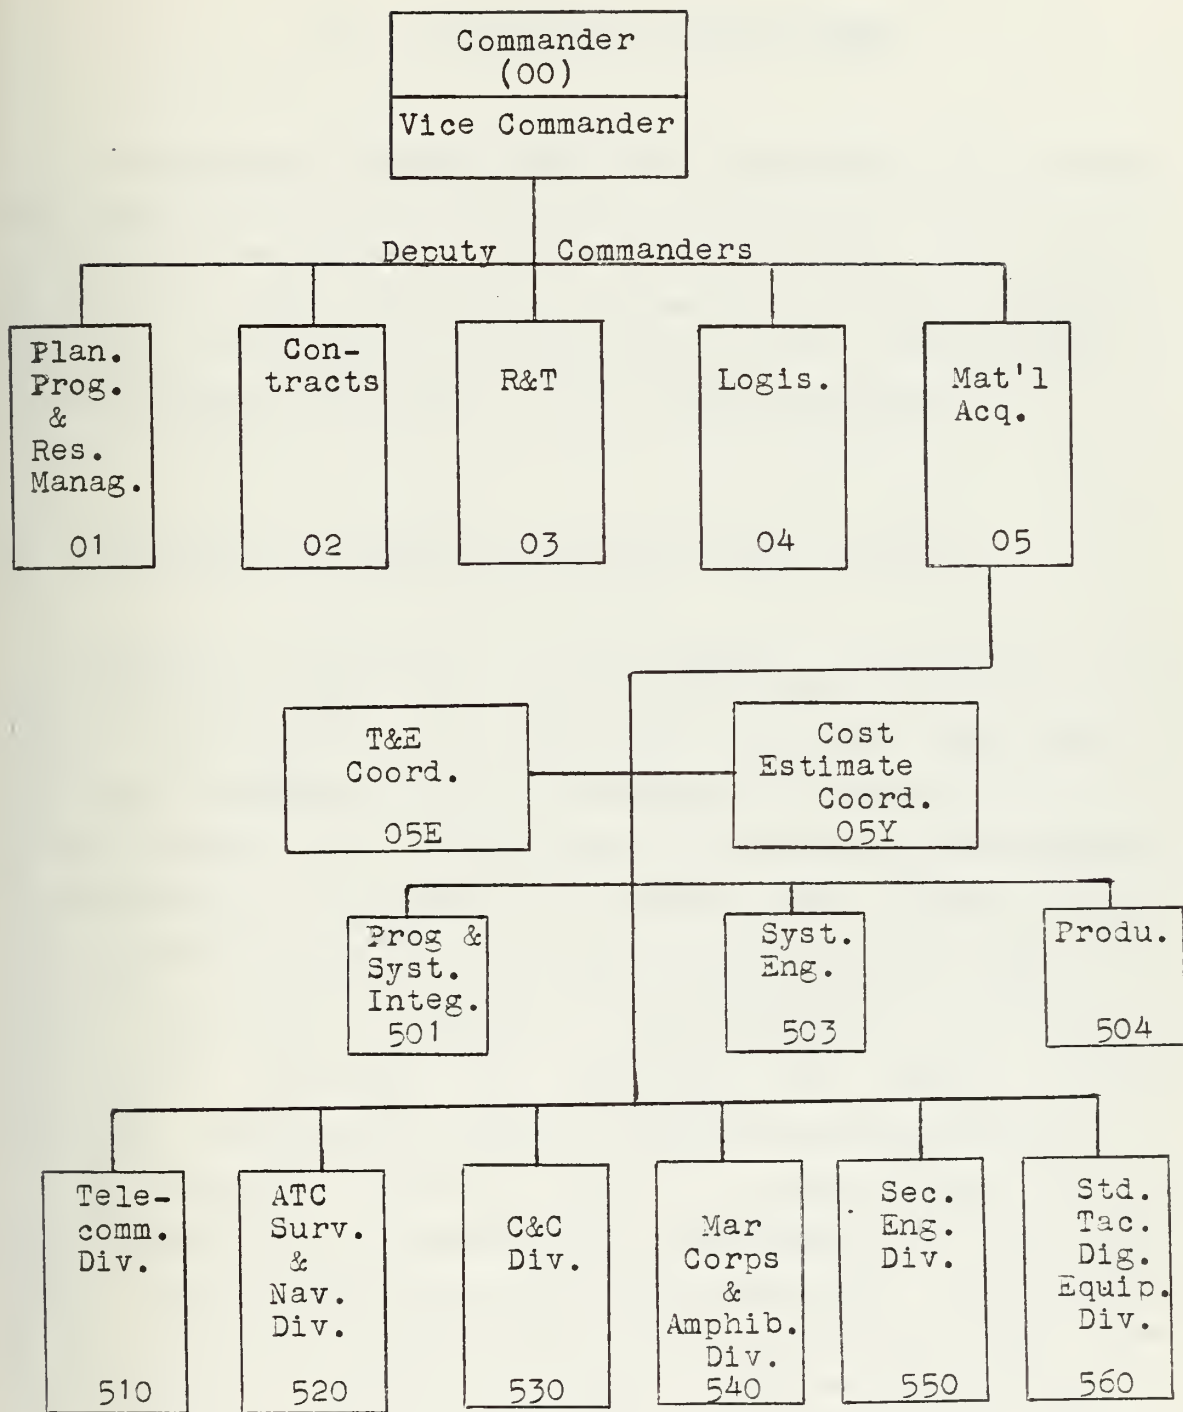 Commander
(00)
Vice Commander
Deputy Commanders
Plan.
Prog.
&
Res.
Manag.
01
Con-
tracts
02
R&T
03
Logis.
04
Mat'l
Acq.
05
T&E
Coord.
05E
Cost
Estimate
Coord.
05Y
Prog &
Syst.
Integ.
501
Syst.
Eng.
503
Produ.
504
Tele-
comm.
Div.
510
ATC
Surv.
&
Nav.
Div.
520
C&C
Div.
530
Mar
Corps
&
Amphib.
Div.
540
Sec.
Eng.
Div.
550
Std.
Tac.
Dig.
Equip.
Div.
560